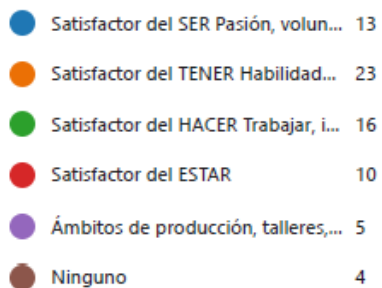 Satisfactor del SER Pasión, volun... 13
Satisfactor del TENER Habilidad... 23
Satisfactor del HACER Trabajar, i... 16
Satisfactor del ESTAR 10
Ámbitos de producción, talleres,... 5
Ninguno 4